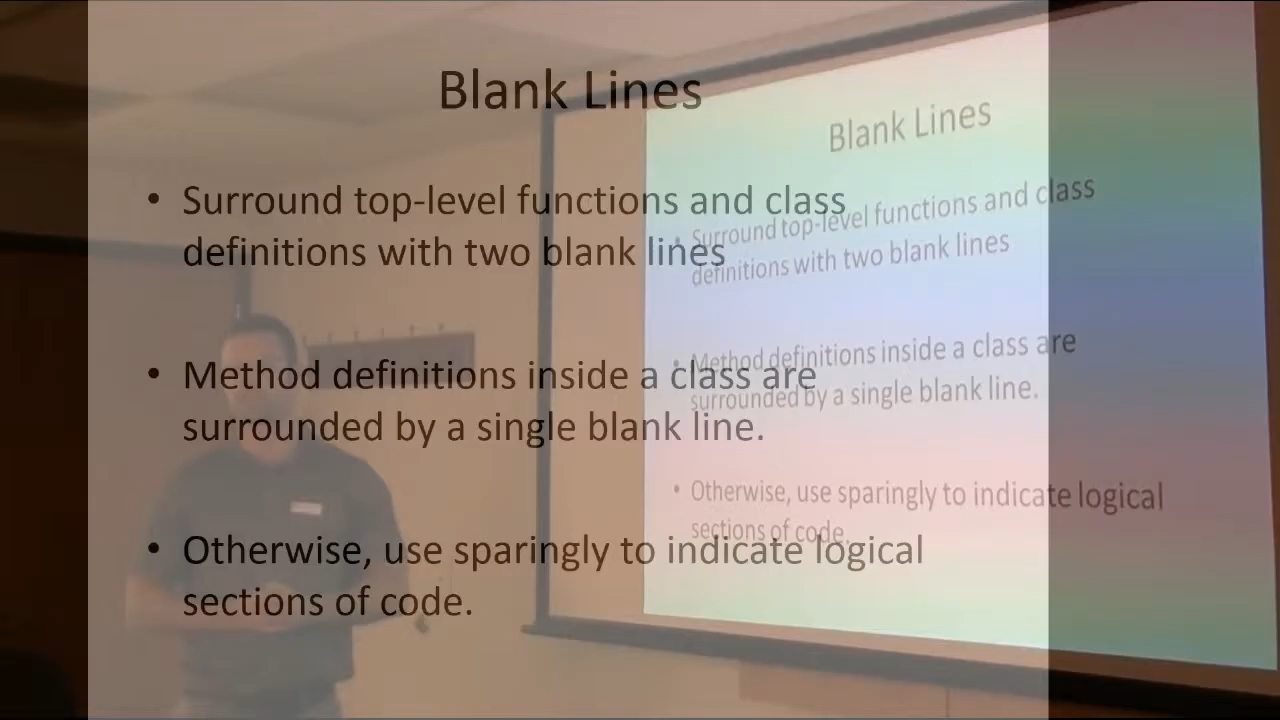 Blank Lines
• Surround top-level functions and class
definitions with two blank lines
• Method definitions inside a class are
surrounded by a single blank line.
• Otherwise, use sparingly to indicate logical
sections of code.
Blank Lines
• Surround top-level functions and class
definitions with two blank lines
• Method definitions inside a class are
surrounded by a single blank line.
• Otherwise, use sparingly to indicate logical
sections of code.